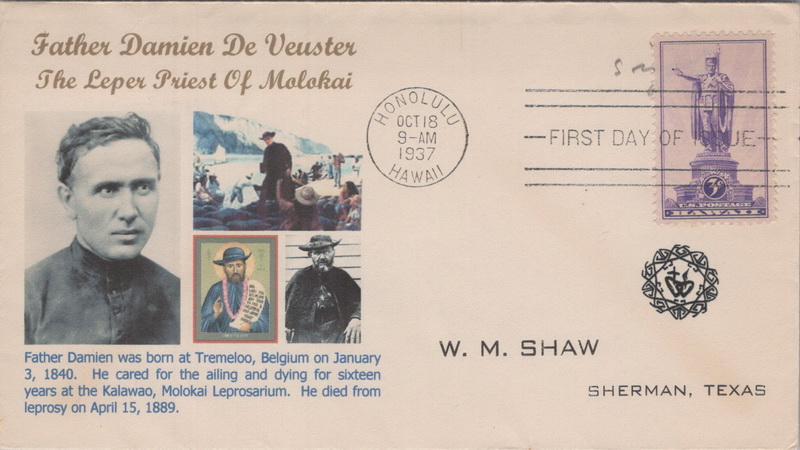 Father Damien De Veuster
The Leper Priest Of Molokai
HONOLULU
OCT 18
9-AM
1937
HAWAII
FIRST DAY OF ISSUE
3¢
U.S. POSTAGE
HAWAII
Father Damien was born at Tremeloo, Belgium on January
3, 1840. He cared for the ailing and dying for sixteen
years at the Kalawao, Molokai Leprosarium. He died from
leprosy on April 15, 1889.
W. M. SHAW
SHERMAN, TEXAS